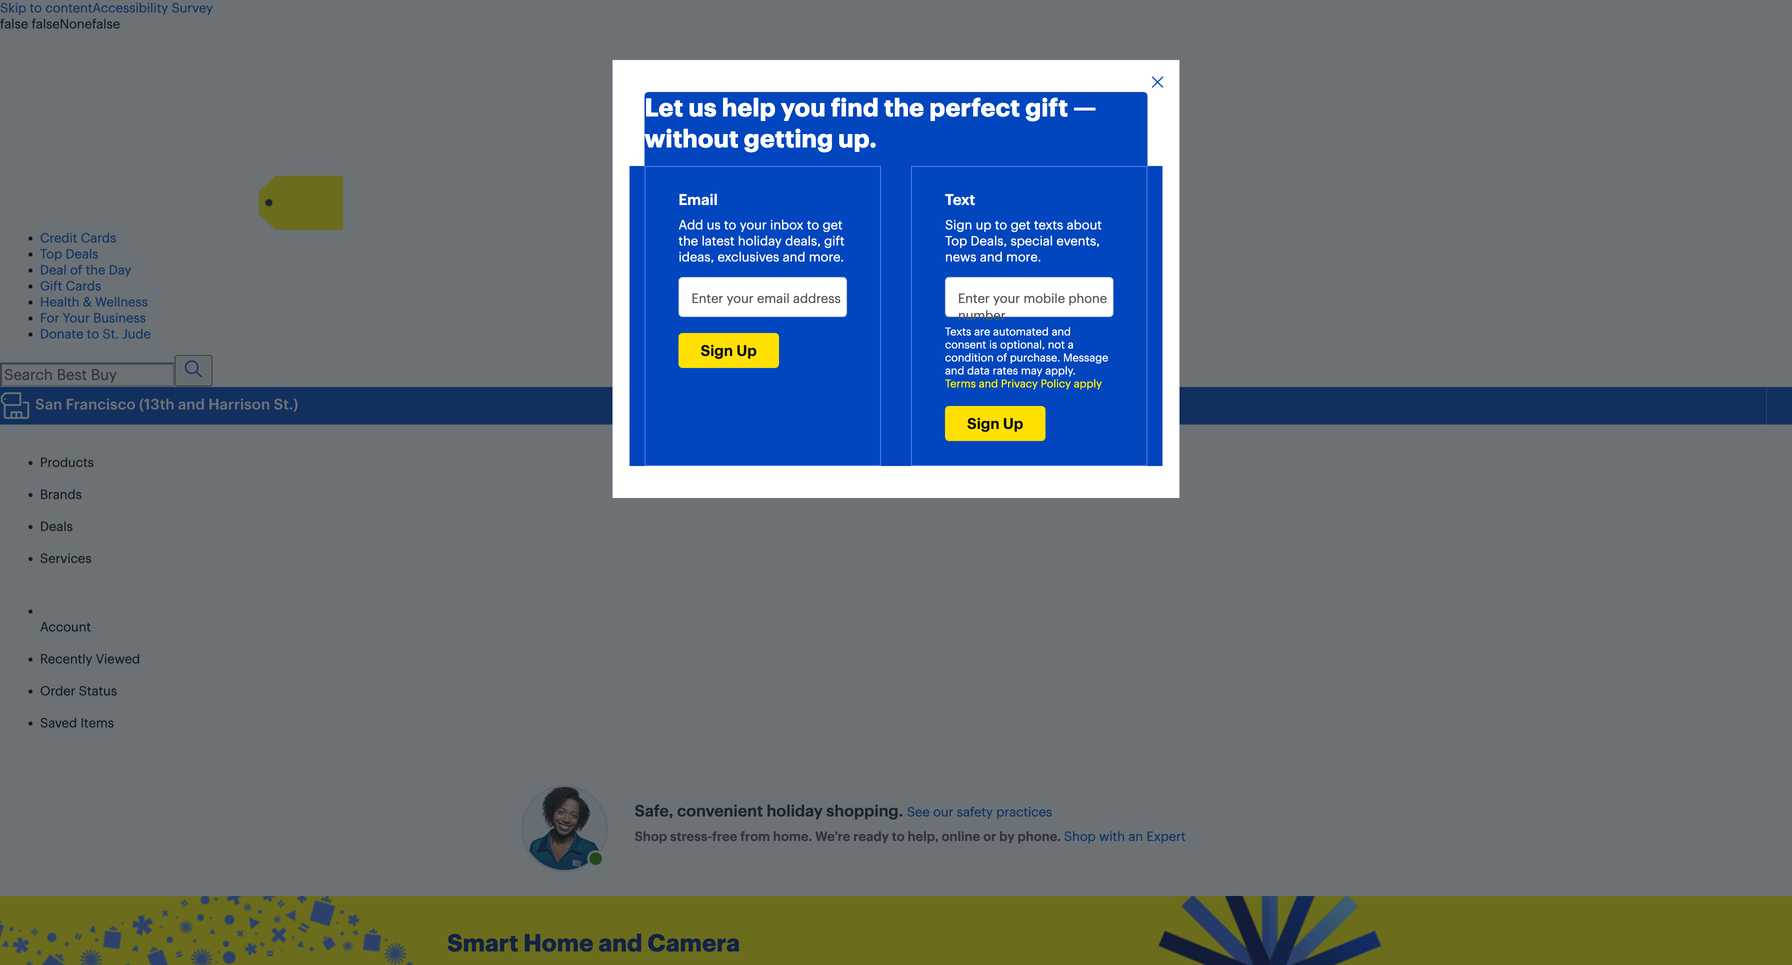 Skip to contentAccessibility Survey
false falseNonefalse
Credit Cards
Top Deals
Deal of the Day
Gift Cards
Health & Wellness
For Your Business
Donate to St. Jude
Search Best Buy
San Francisco (13th and Harrison St.)
Products
Brands
Deals
Services
Account
Recently Viewed
Order Status
Saved Items
Let us help you find the perfect gift —
without getting up.
Email
Add us to your inbox to get
the latest holiday deals, gift
ideas, exclusives and more.
Enter your email address
Sign Up
Text
Sign up to get texts about
Top Deals, special events,
news and more.
Enter your mobile phone
number
Texts are automated and
consent is optional, not a
condition of purchase. Message
and data rates may apply.
Terms and Privacy Policy apply
Sign Up
Safe, convenient holiday shopping. See our safety practices
Shop stress-free from home. We're ready to help, online or by phone. Shop with an Expert
Smart Home and Camera